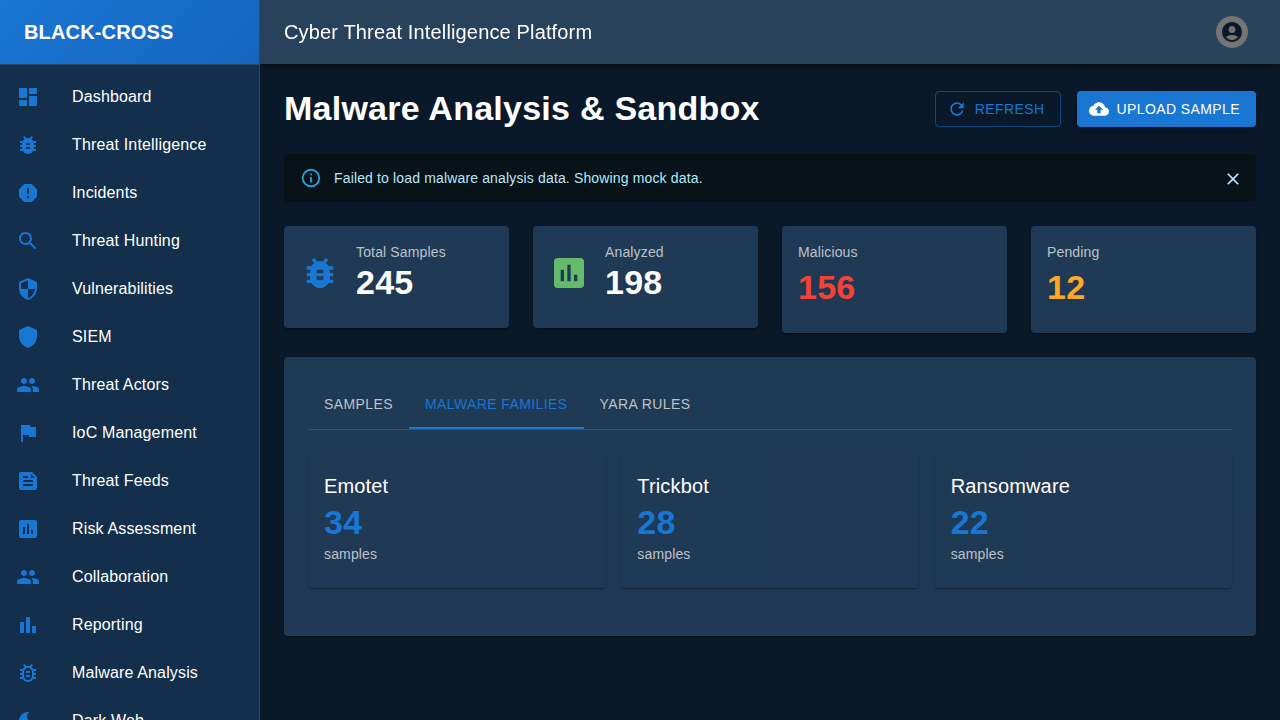 BLACK-CROSS
Cyber Threat Intelligence Platform
Dashboard
Threat Intelligence
Incidents
Threat Hunting
Vulnerabilities
SIEM
Threat Actors
IoC Management
Threat Feeds
Risk Assessment
Collaboration
Reporting
Malware Analysis
Dark Web
Malware Analysis & Sandbox
REFRESH
UPLOAD SAMPLE
Failed to load malware analysis data. Showing mock data.
Total Samples
245
Analyzed
198
Malicious
156
Pending
12
SAMPLES
MALWARE FAMILIES
YARA RULES
Emotet
34
samples
Trickbot
28
samples
Ransomware
22
samples